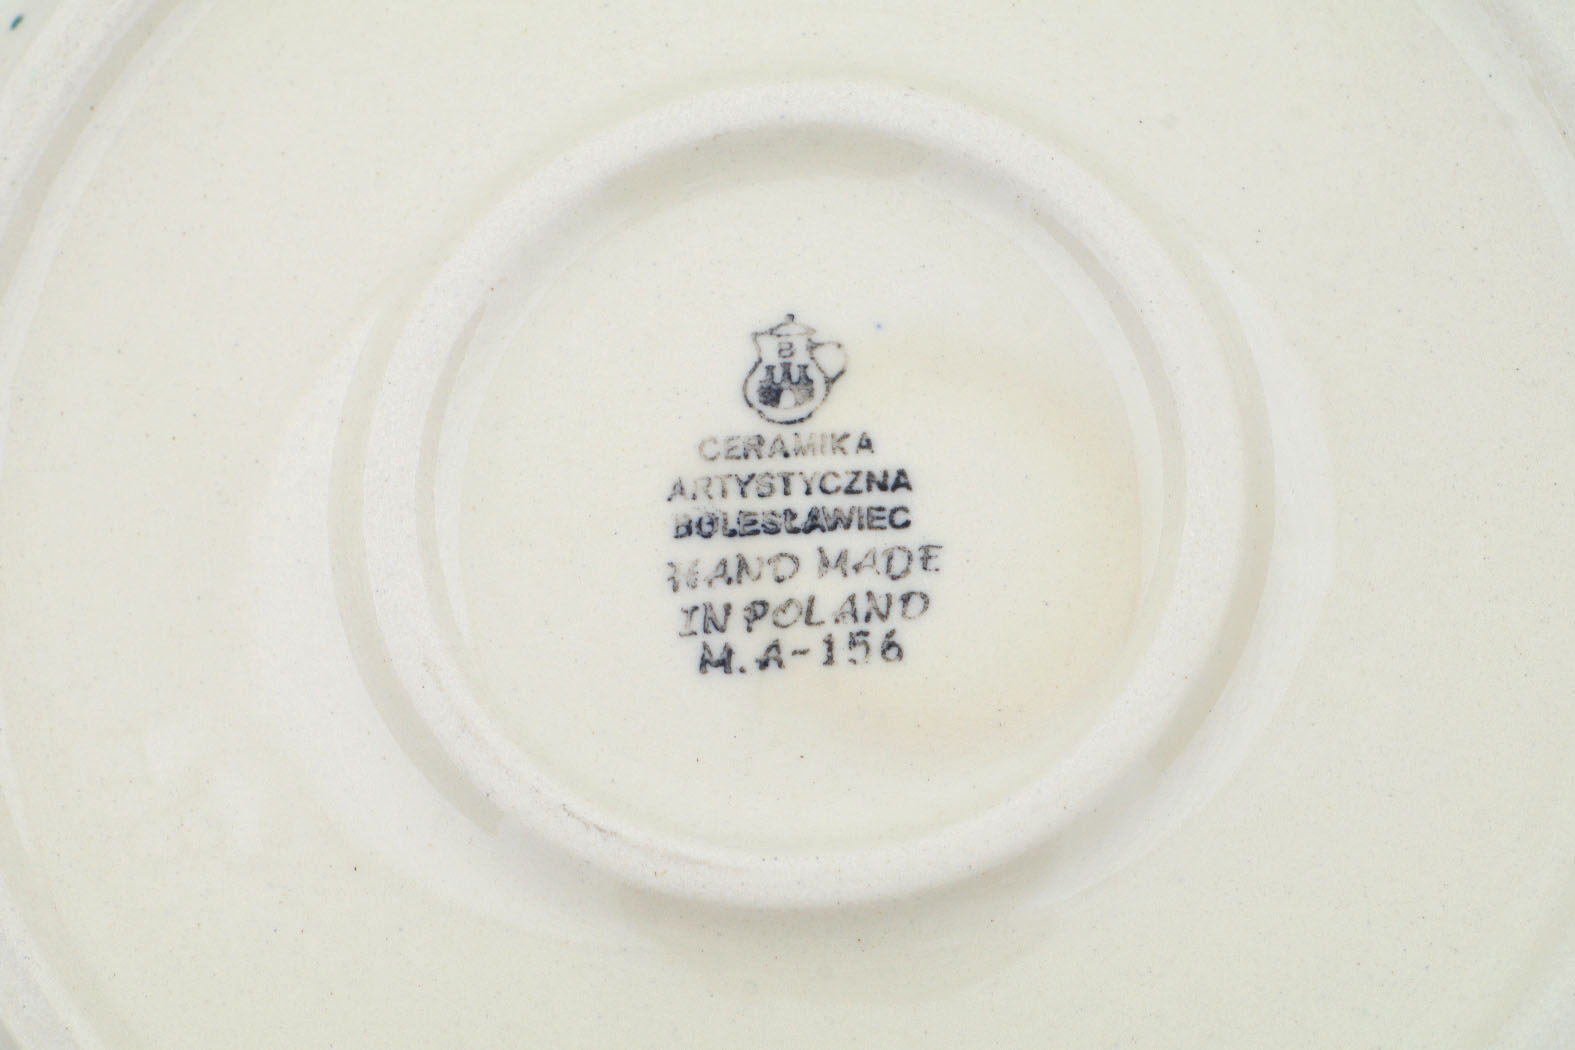 B
CERAMIKA
ARTYSTYCZNA
BOLESŁAWIEC
HAND MADE
IN POLAND
M.A-156